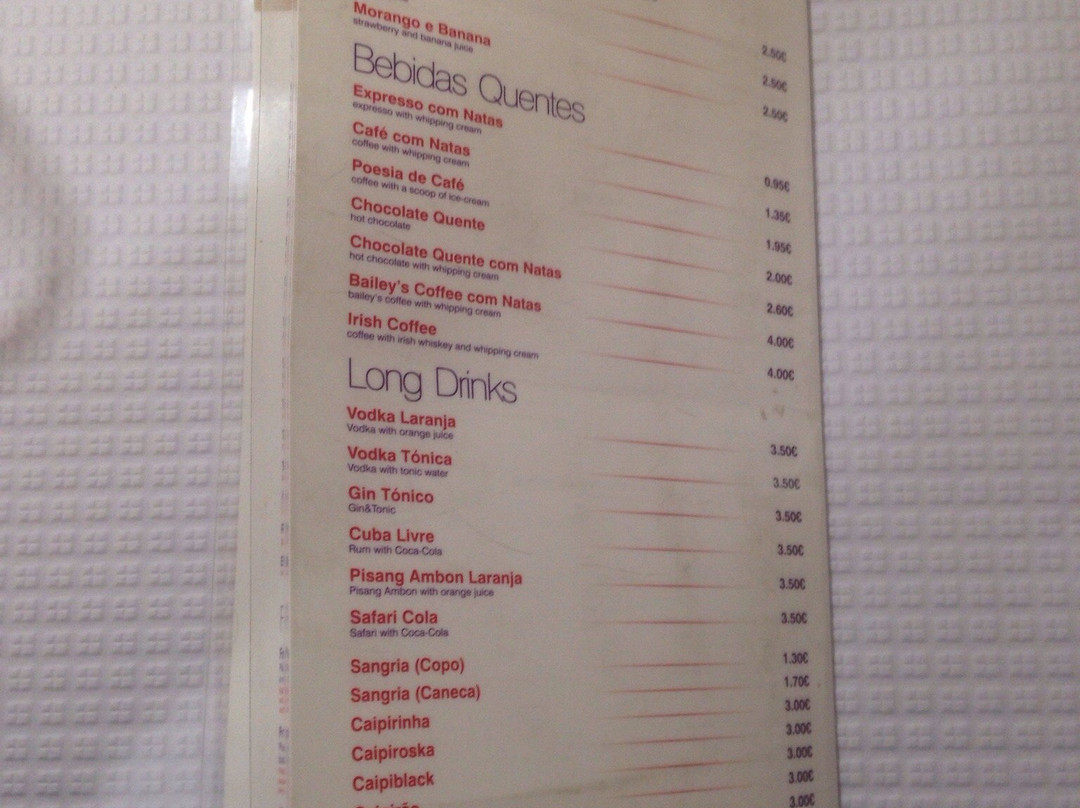 Morango e Banana
strawberry and banana juice
2.50€
2.50€
2.50€
Bebidas Quentes
Expresso com Natas 0.95€
expresso with whipping cream
Café com Natas 1.35€
coffee with whipping cream
Poesia de Café 1.95€
coffee with a scoop of ice-cream
Chocolate Quente 2.00€
hot chocolate
Chocolate Quente com Natas 2.60€
hot chocolate with whipping cream
Bailey's Coffee com Natas 4.00€
bailey's coffee with whipping cream
Irish Coffee 4.00€
coffee with irish whiskey and whipping cream
Long Drinks
Vodka Laranja 3.50€
Vodka with orange juice
Vodka Tónica 3.50€
Vodka with tonic water
Gin Tónico 3.50€
Gin&Tonic
Cuba Livre 3.50€
Rum with Coca-Cola
Pisang Ambon Laranja 3.50€
Pisang Ambon with orange juice
Safari Cola 3.50€
Safari with Coca-Cola
Sangria (Copo) 1.30€
Sangria (Caneca) 1.70€
Caipirinha 3.00€
Caipiroska 3.00€
Caipiblack 3.00€
3.00€
3.00€